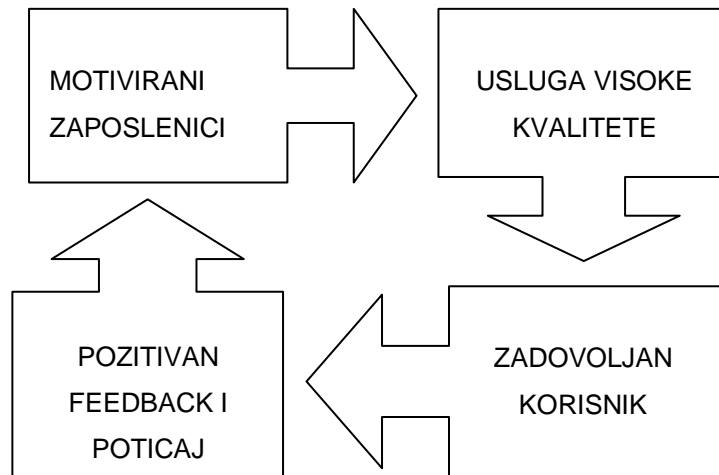 MOTIVIRANI
ZAPOSLENICI
USLUGA VISOKE
KVALITETE
ZADOVOLJAN
KORISNIK
POZITIVAN
FEEDBACK I
POTICAJ